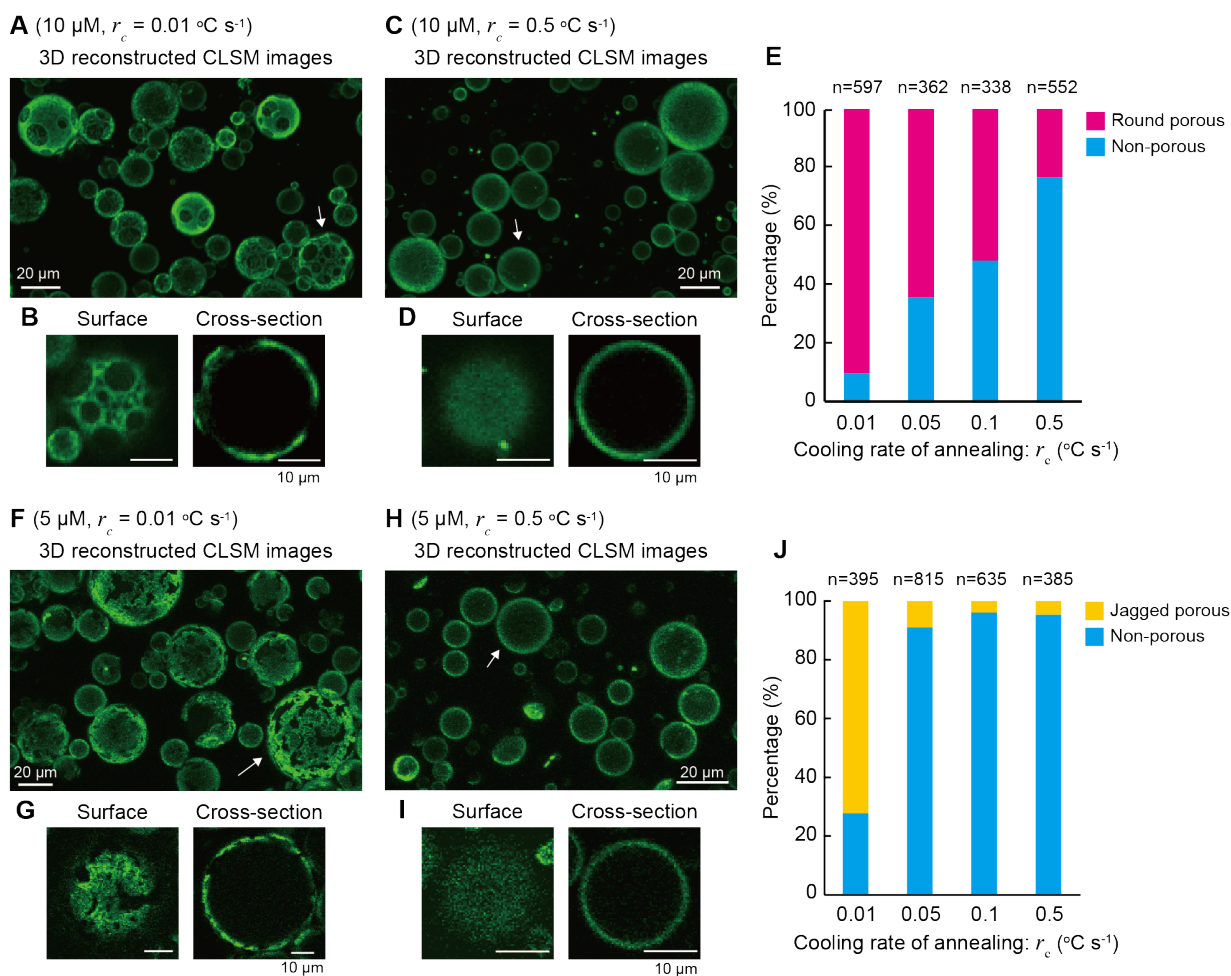 A (10 μM, r_c = 0.01 °C s⁻¹)
3D reconstructed CLSM images
20 μm
B
Surface
Cross-section
10 μm
C (10 μM, r_c = 0.5 °C s⁻¹)
3D reconstructed CLSM images
20 μm
D
Surface
Cross-section
10 μm
E
n=597 n=362 n=338 n=552
Round porous
Non-porous
Percentage (%)
100
80
60
40
20
0
0.01 0.05 0.1 0.5
Cooling rate of annealing: r_c (°C s⁻¹)
F (5 μM, r_c = 0.01 °C s⁻¹)
3D reconstructed CLSM images
20 μm
G
Surface
Cross-section
10 μm
H (5 μM, r_c = 0.5 °C s⁻¹)
3D reconstructed CLSM images
20 μm
I
Surface
Cross-section
10 μm
J
n=395 n=815 n=635 n=385
Jagged porous
Non-porous
Percentage (%)
100
80
60
40
20
0
0.01 0.05 0.1 0.5
Cooling rate of annealing: r_c (°C s⁻¹)